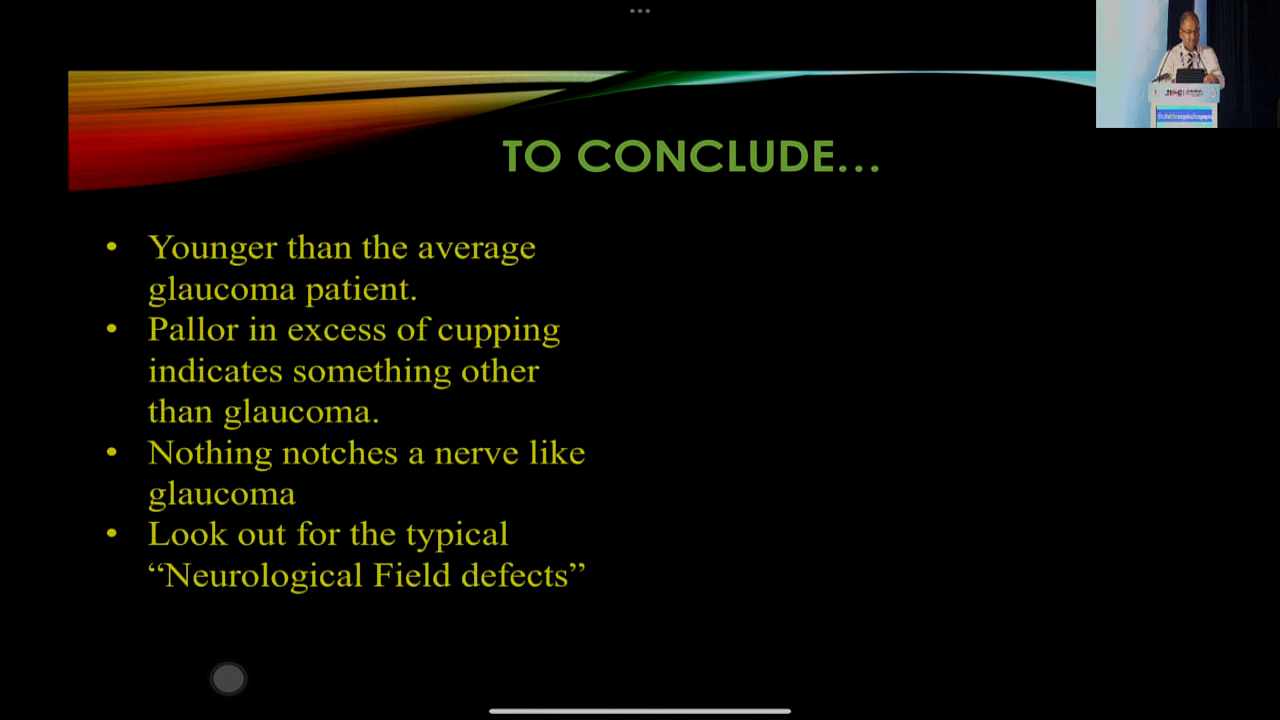 TO CONCLUDE...
• Younger than the average
glaucoma patient.
• Pallor in excess of cupping
indicates something other
than glaucoma.
• Nothing notches a nerve like
glaucoma
• Look out for the typical
“Neurological Field defects”